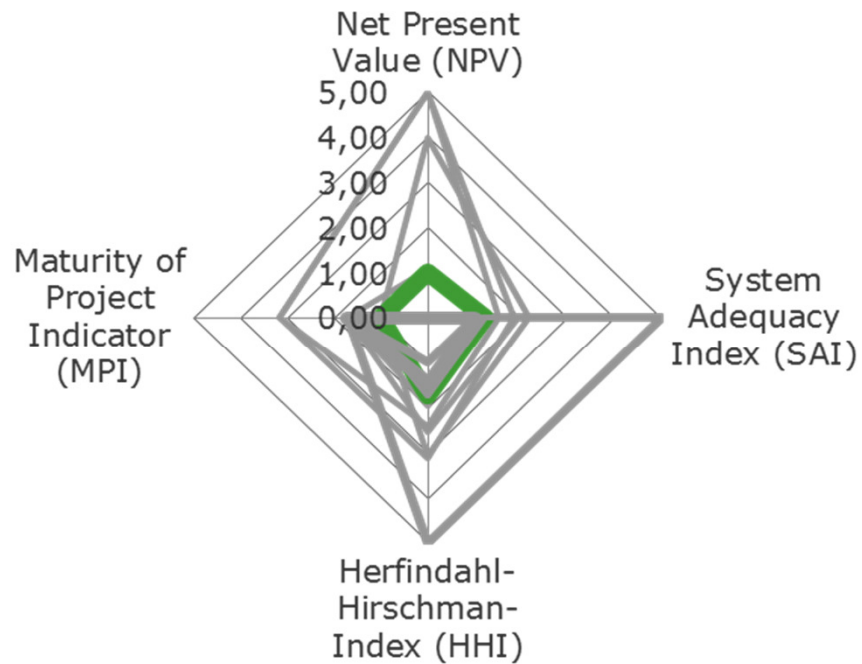 Net Present
Value (NPV)
5,00
4,00
3,00
2,00
1,00
0,00
Maturity of
Project
Indicator
(MPI)
System
Adequacy
Index (SAI)
Herfindahl-
Hirschman-
Index (HHI)